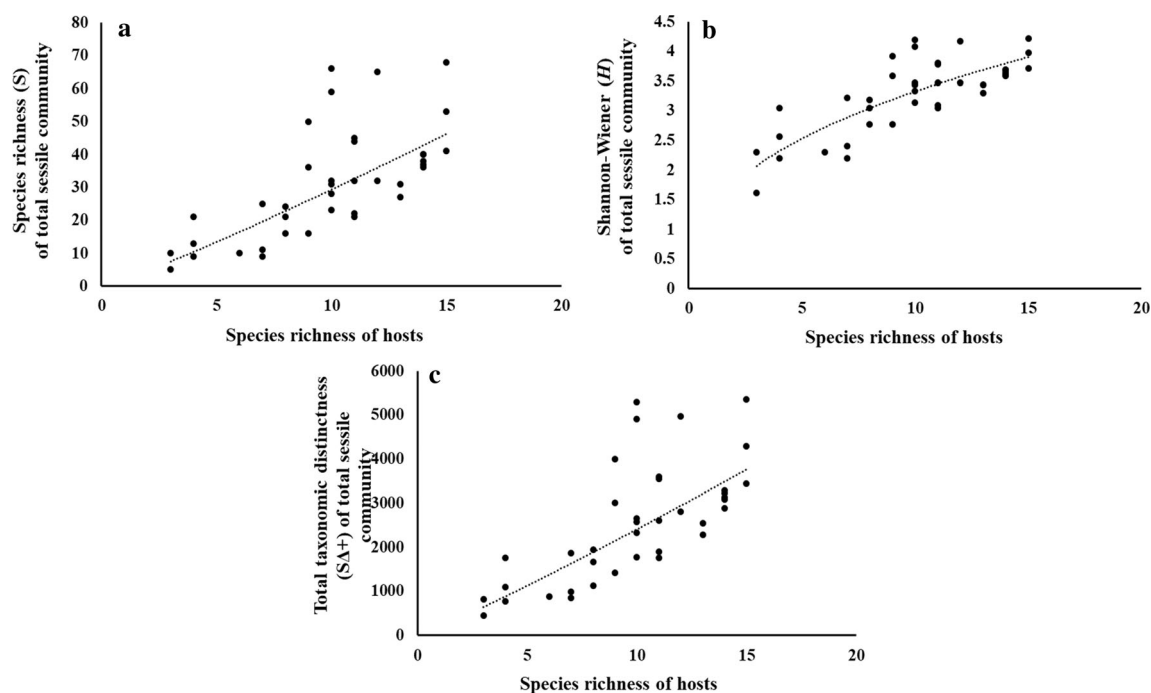 a
Species richness (S)
of total sessile community
80
70
60
50
40
30
20
10
0
0 5 10 15 20
Species richness of hosts
b
Shannon-Wiener (H)
of total sessile community
4.5
4
3.5
3
2.5
2
1.5
1
0.5
0
0 5 10 15 20
Species richness of hosts
c
Total taxonomic distinctness
(SΔ+) of total sessile
community
6000
5000
4000
3000
2000
1000
0
0 5 10 15 20
Species richness of hosts